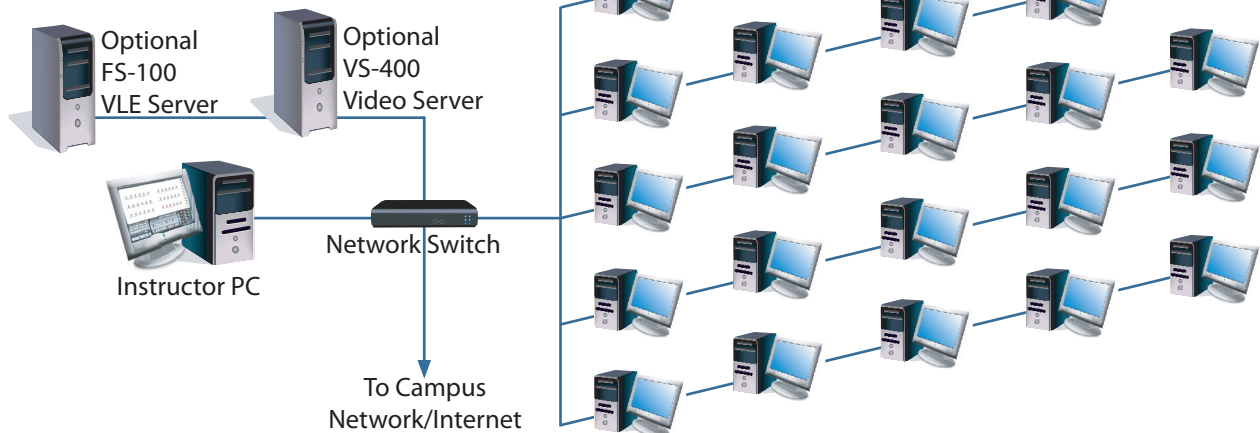 Optional
FS-100
VLE Server
Optional
VS-400
Video Server
Network Switch
Instructor PC
To Campus
Network/Internet